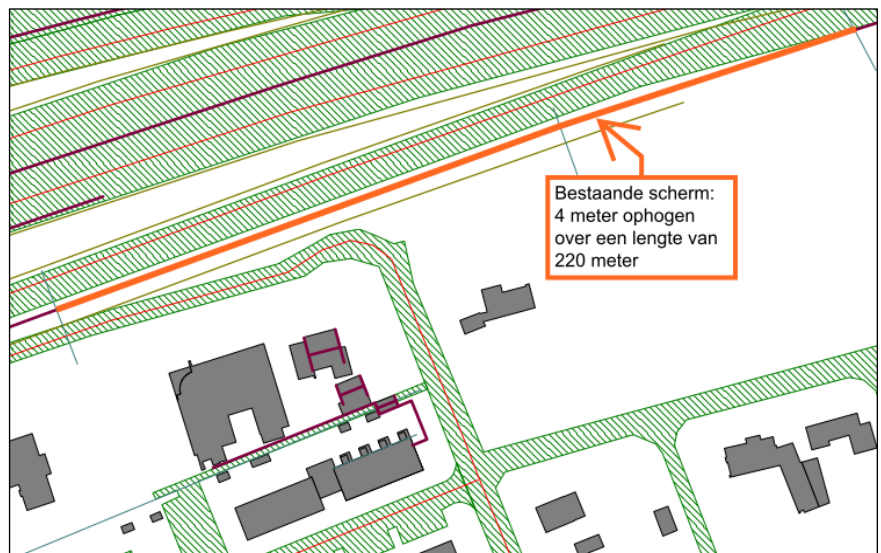 Bestaande scherm:
4 meter ophogen
over een lengte van
220 meter